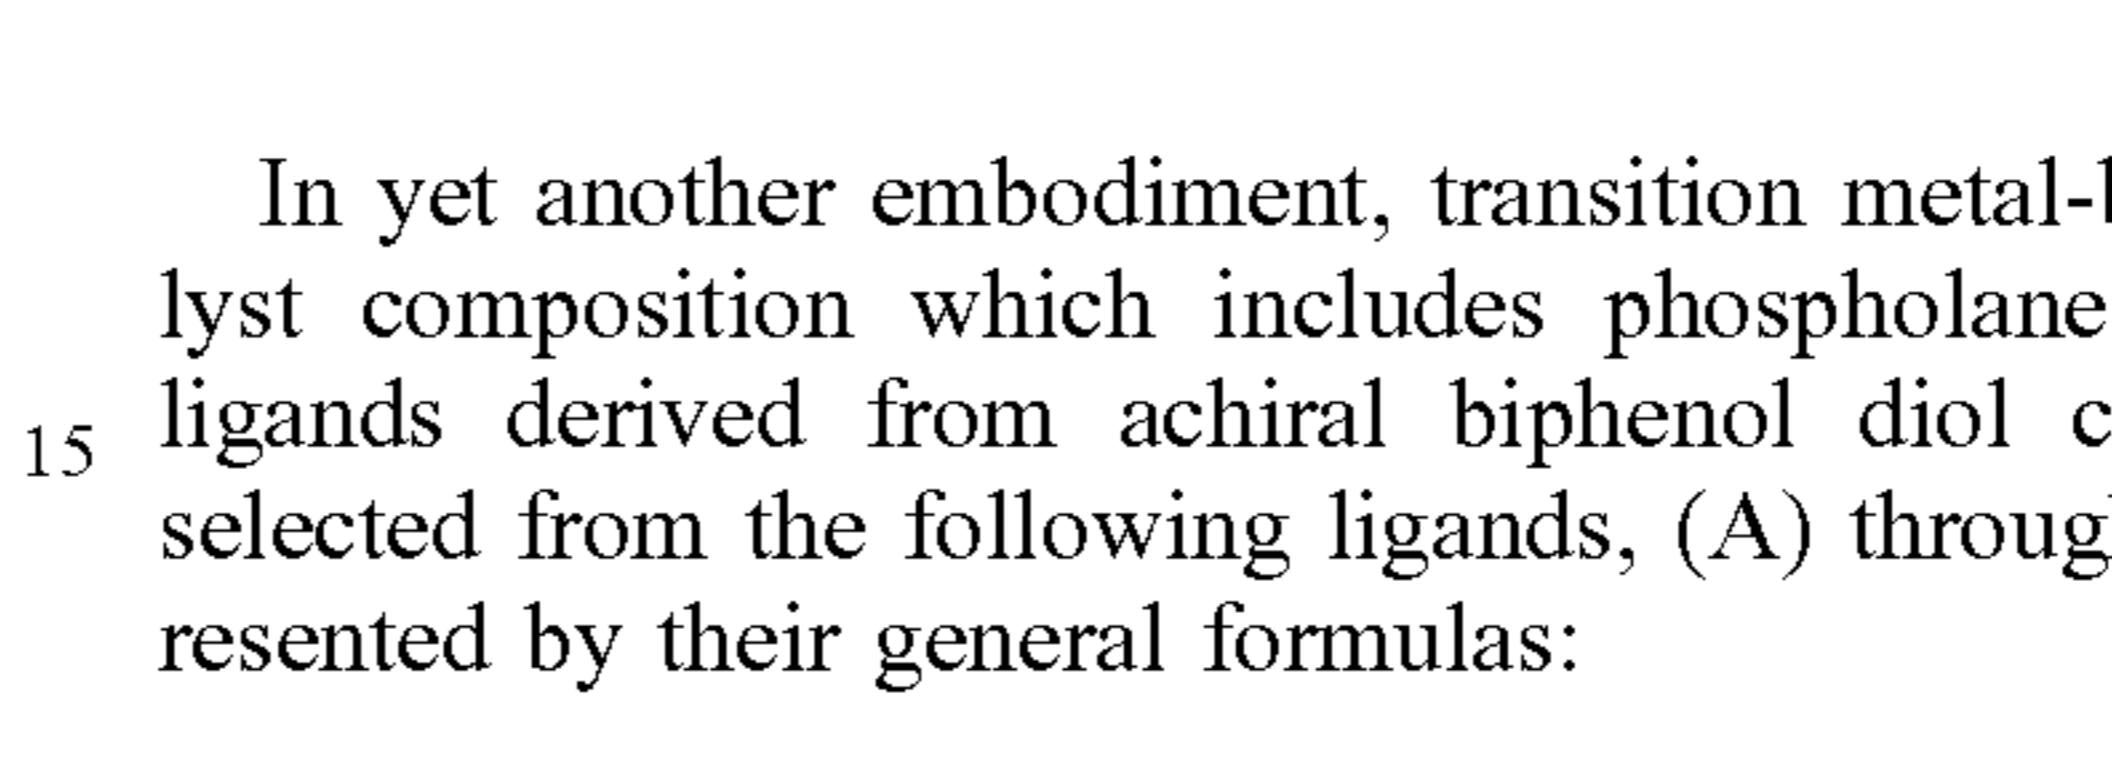 In yet another embodiment, transition metal-
lyst composition which includes phospholane
15 ligands derived from achiral biphenol diol
selected from the following ligands, (A)
resented by their general formulas: